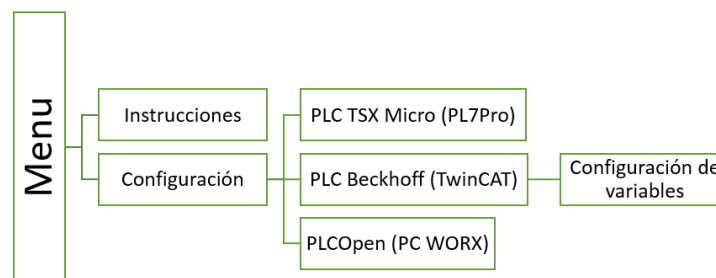 Menu
Instrucciones
Configuración
PLC TSX Micro (PL7Pro)
PLC Beckhoff (TwinCAT)
PLCOpen (PC WORX)
Configuración de
variables